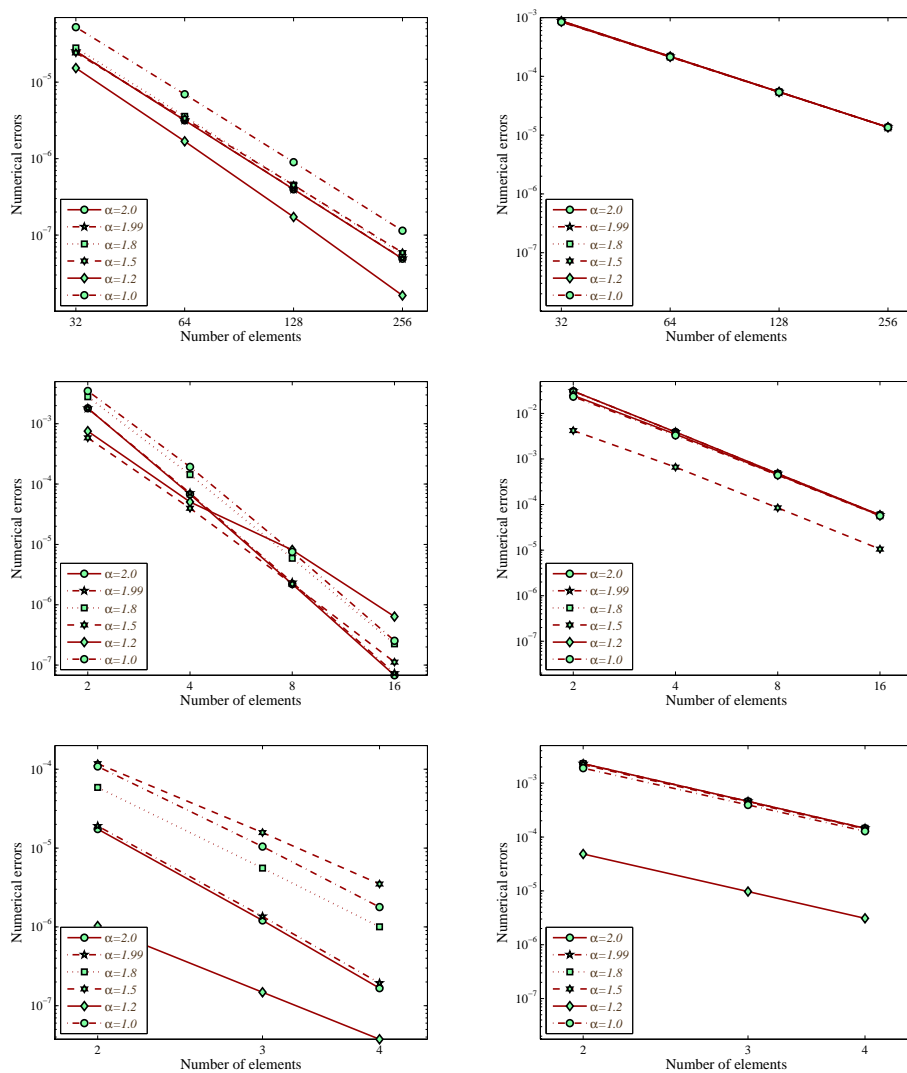 Numerical errors
10⁻⁵
10⁻⁶
10⁻⁷
α=2.0
α=1.99
α=1.8
α=1.5
α=1.2
α=1.0
32 64 128 256
Number of elements
Numerical errors
10⁻³
10⁻⁴
10⁻⁵
10⁻⁶
10⁻⁷
α=2.0
α=1.99
α=1.8
α=1.5
α=1.2
α=1.0
32 64 128 256
Number of elements
Numerical errors
10⁻³
10⁻⁴
10⁻⁵
10⁻⁶
10⁻⁷
α=2.0
α=1.99
α=1.8
α=1.5
α=1.2
α=1.0
2 4 8 16
Number of elements
Numerical errors
10⁻²
10⁻³
10⁻⁴
10⁻⁵
10⁻⁶
10⁻⁷
α=2.0
α=1.99
α=1.8
α=1.5
α=1.2
α=1.0
2 4 8 16
Number of elements
Numerical errors
10⁻⁴
10⁻⁵
10⁻⁶
10⁻⁷
α=2.0
α=1.99
α=1.8
α=1.5
α=1.2
α=1.0
2 3 4
Number of elements
Numerical errors
10⁻³
10⁻⁴
10⁻⁵
10⁻⁶
10⁻⁷
α=2.0
α=1.99
α=1.8
α=1.5
α=1.2
α=1.0
2 3 4
Number of elements